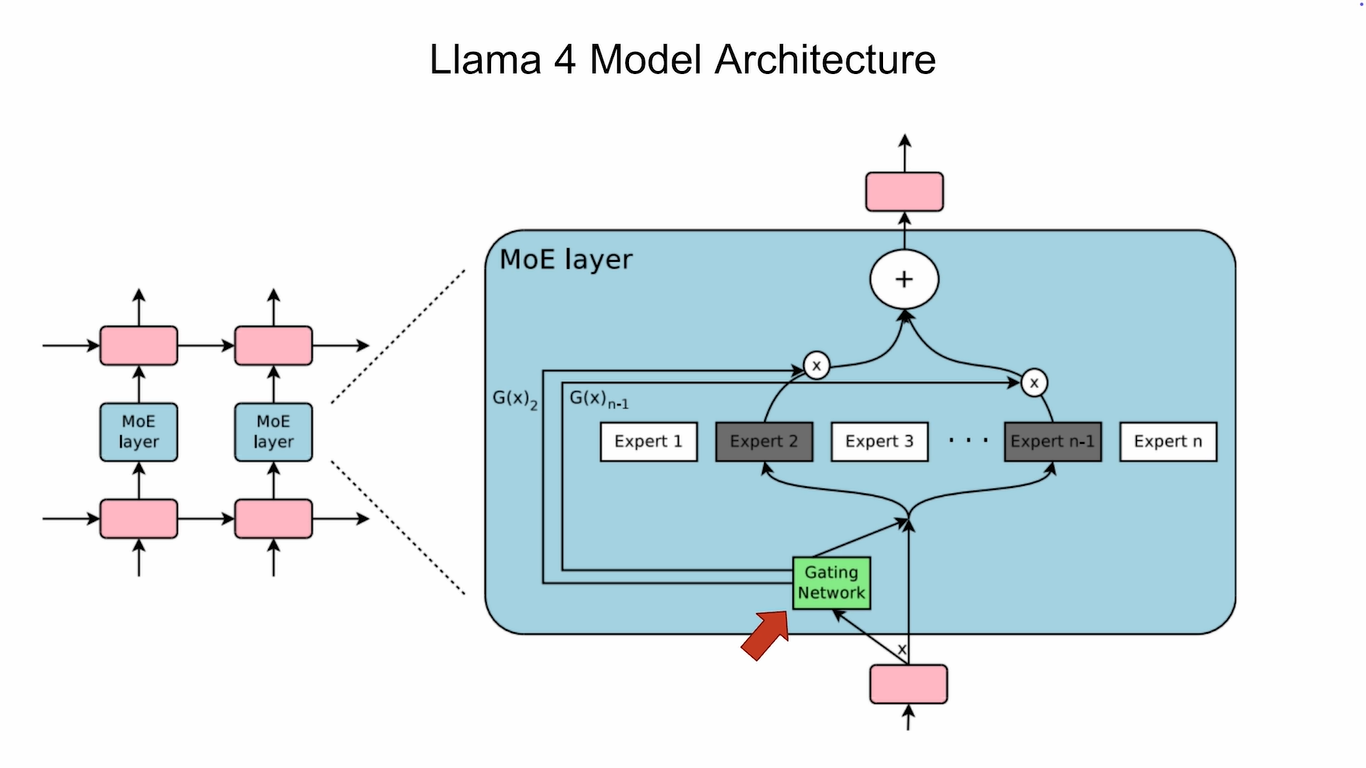 Llama 4 Model Architecture
MoE layer
+
x
x
G(x)2
G(x)n-1
MoE
layer
MoE
layer
Expert 1
Expert 2
Expert 3
. . .
Expert n-1
Expert n
Gating
Network
x